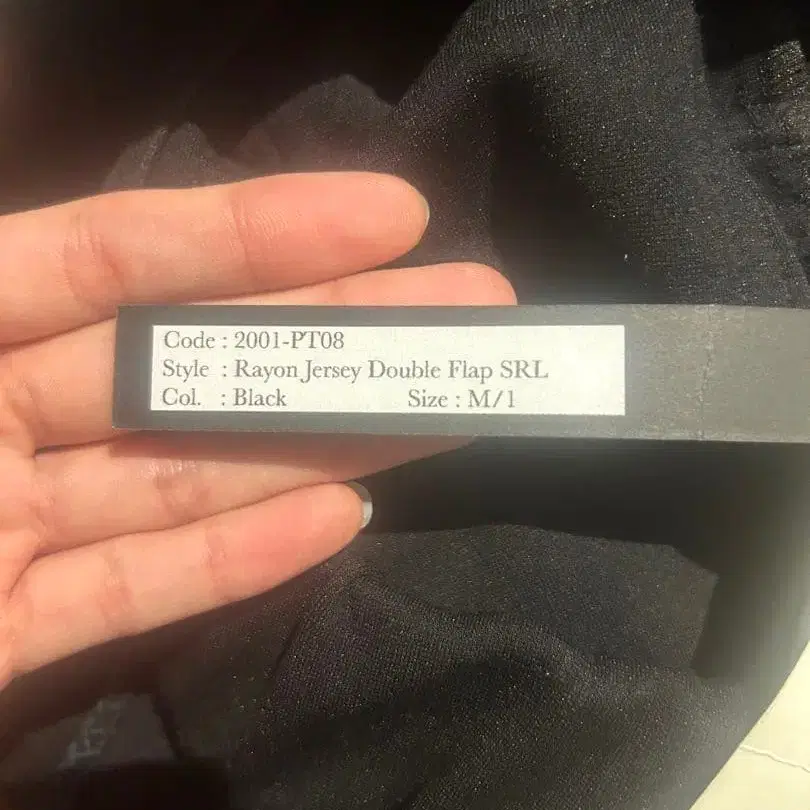 Code : 2001-PT08
Style : Rayon Jersey Double Flap SRL
Col. : Black Size : M/1